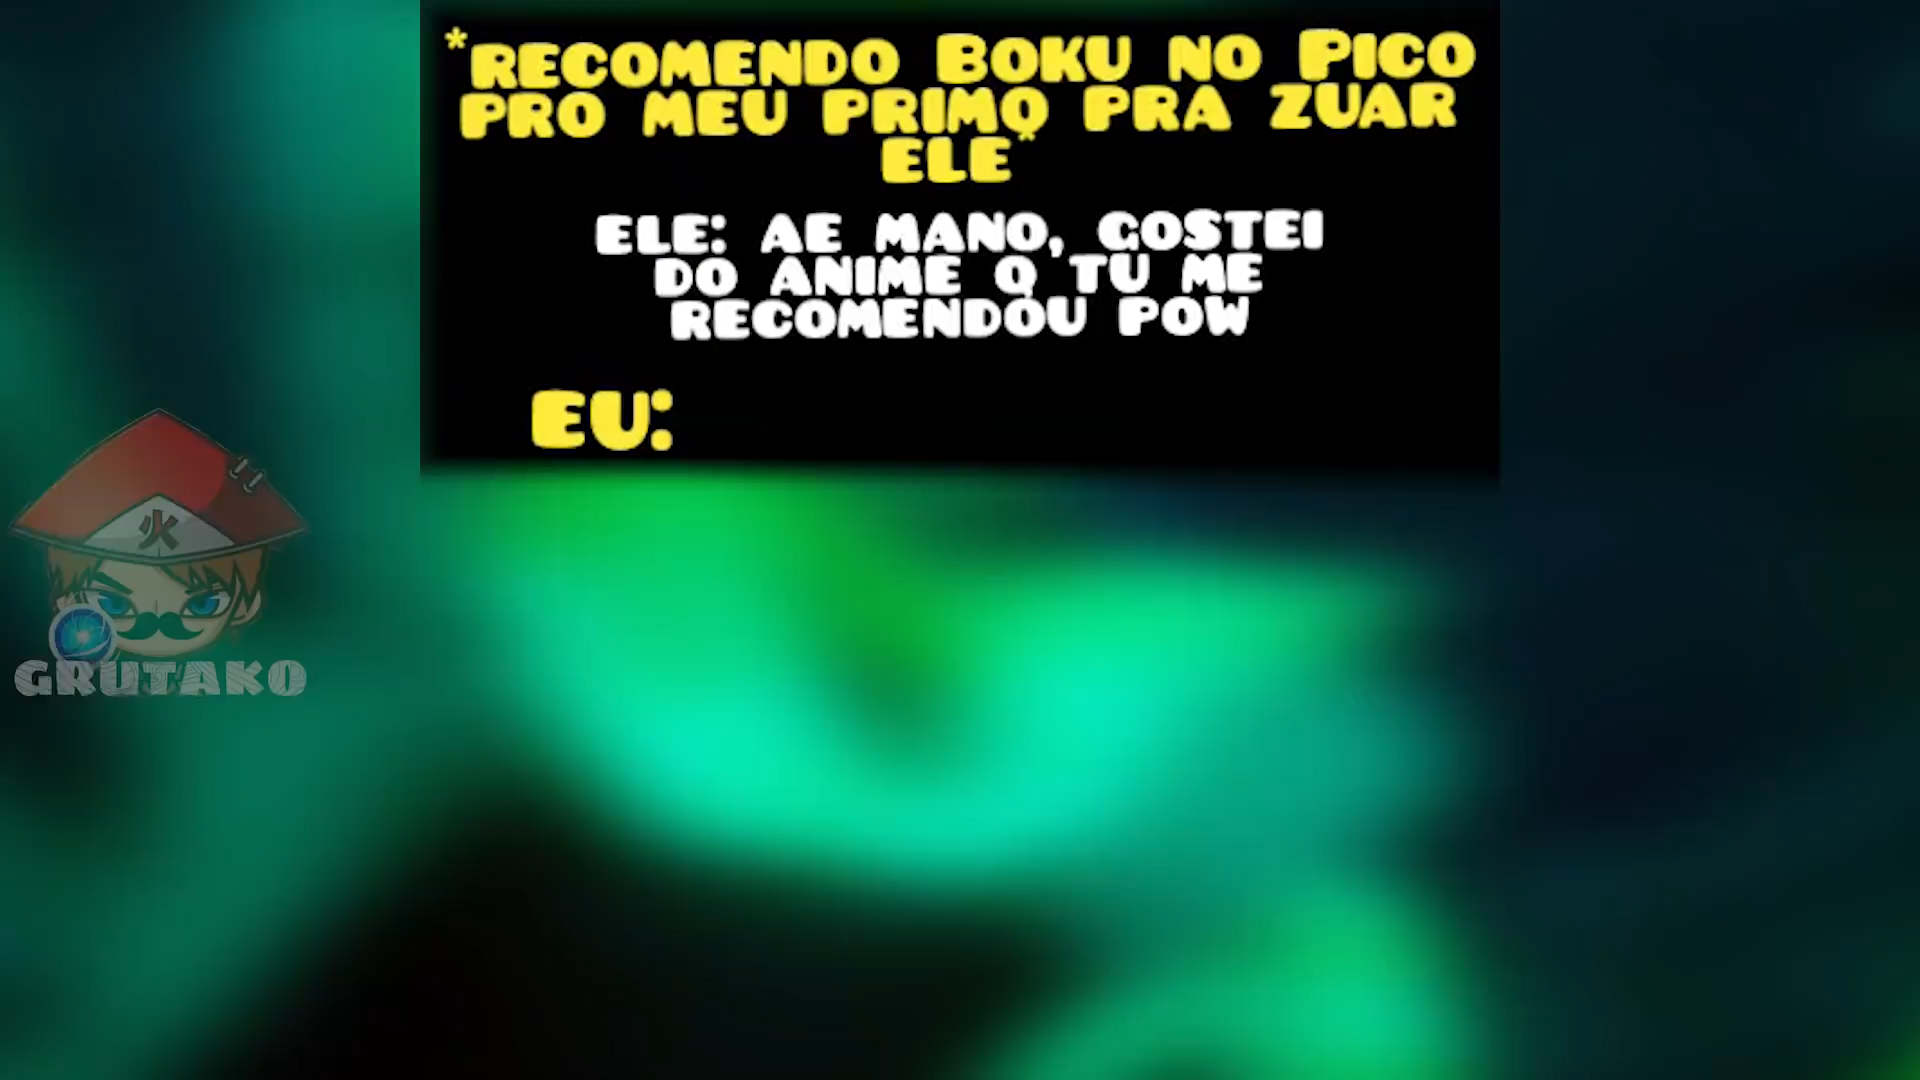 *RECOMENDO BOKU NO PICO
PRO MEU PRIMO PRA ZUAR
ELE*
ELE: AE MANO, GOSTEI
DO ANIME Q TU ME
RECOMENDOU POW
EU:
火
GRUTAKO